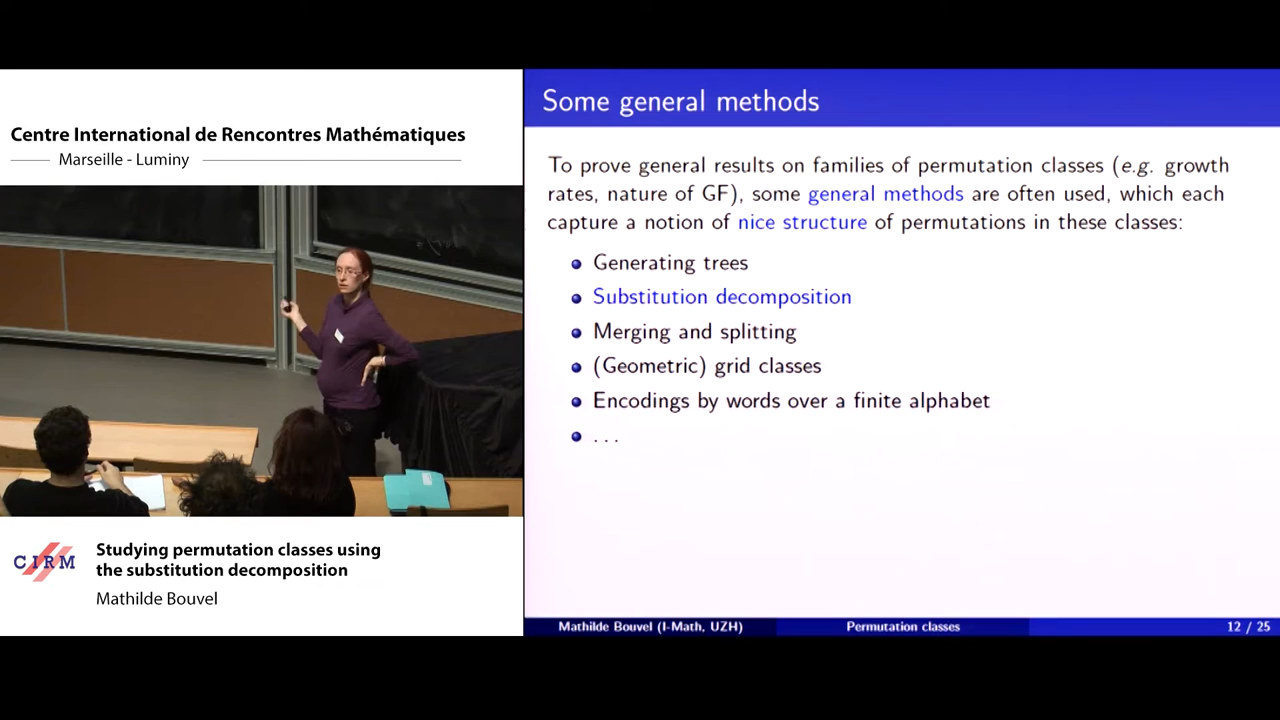 Centre International de Rencontres Mathématiques
Marseille - Luminy
CIRM
Studying permutation classes using
the substitution decomposition
Mathilde Bouvel
Some general methods
To prove general results on families of permutation classes (e.g. growth
rates, nature of GF), some general methods are often used, which each
capture a notion of nice structure of permutations in these classes:
Generating trees
Substitution decomposition
Merging and splitting
(Geometric) grid classes
Encodings by words over a finite alphabet
...
Mathilde Bouvel (I-Math, UZH)
Permutation classes
12 / 25